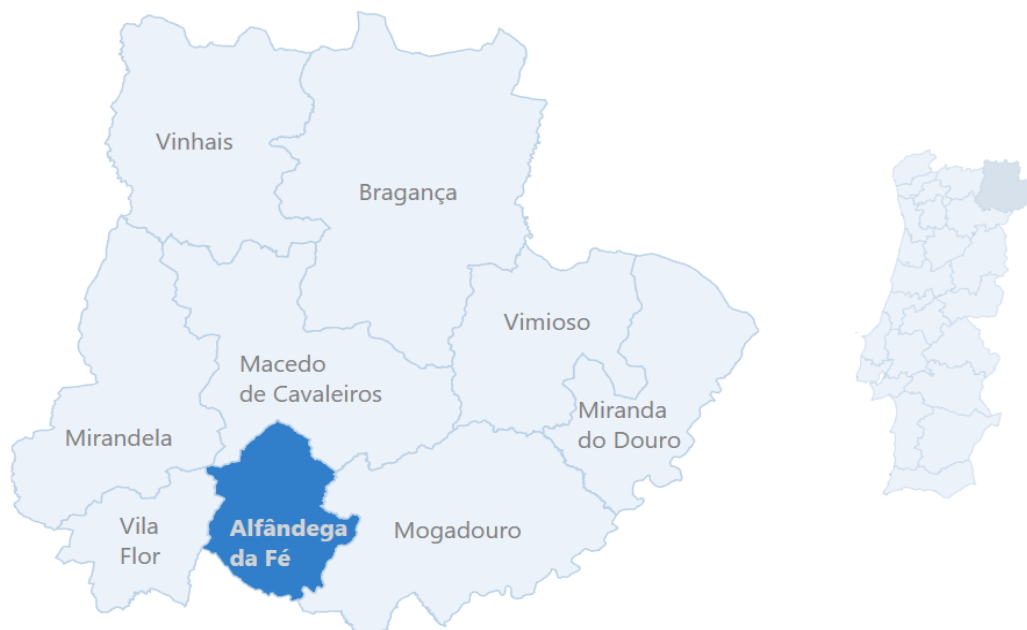 Vinhais
Bragança
Vimioso
Macedo
de Cavaleiros
Miranda
do Douro
Mirandela
Vila
Flor
Alfândega
da Fé
Mogadouro